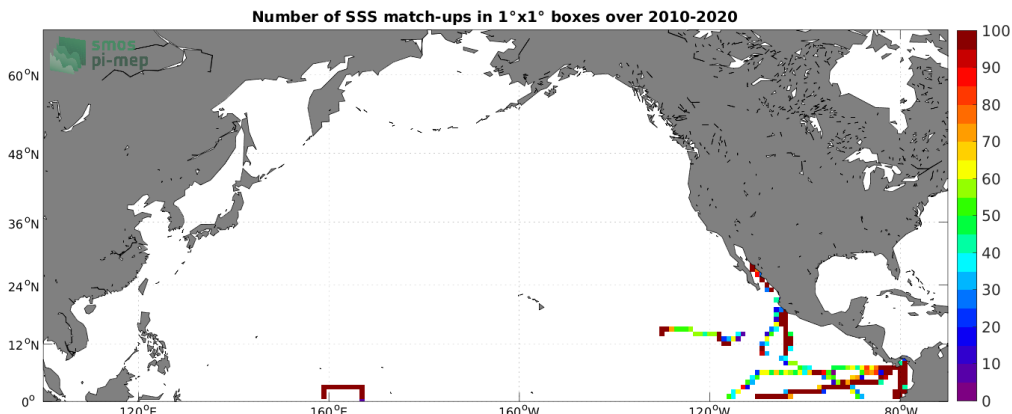 Number of SSS match-ups in 1°x1° boxes over 2010-2020
smos
pi-mep
60°N
48°N
36°N
24°N
12°N
0°
120°E
160°E
160°W
120°W
80°W
100
90
80
70
60
50
40
30
20
10
0